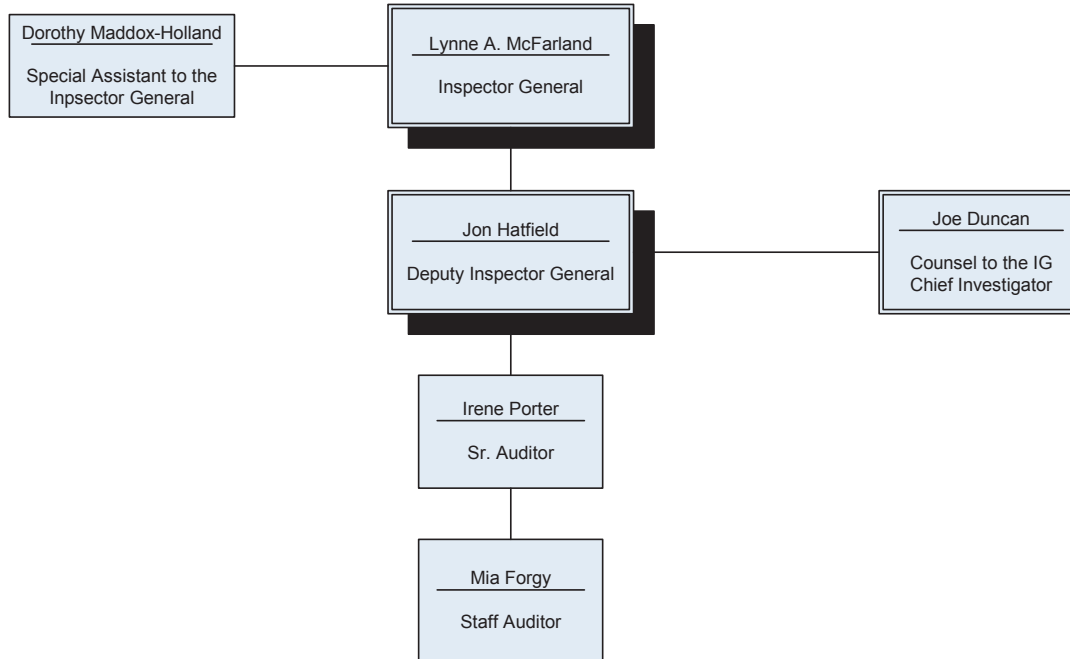 Dorothy Maddox-Holland
Special Assistant to the
Inpsector General
Lynne A. McFarland
Inspector General
Jon Hatfield
Deputy Inspector General
Joe Duncan
Counsel to the IG
Chief Investigator
Irene Porter
Sr. Auditor
Mia Forgy
Staff Auditor